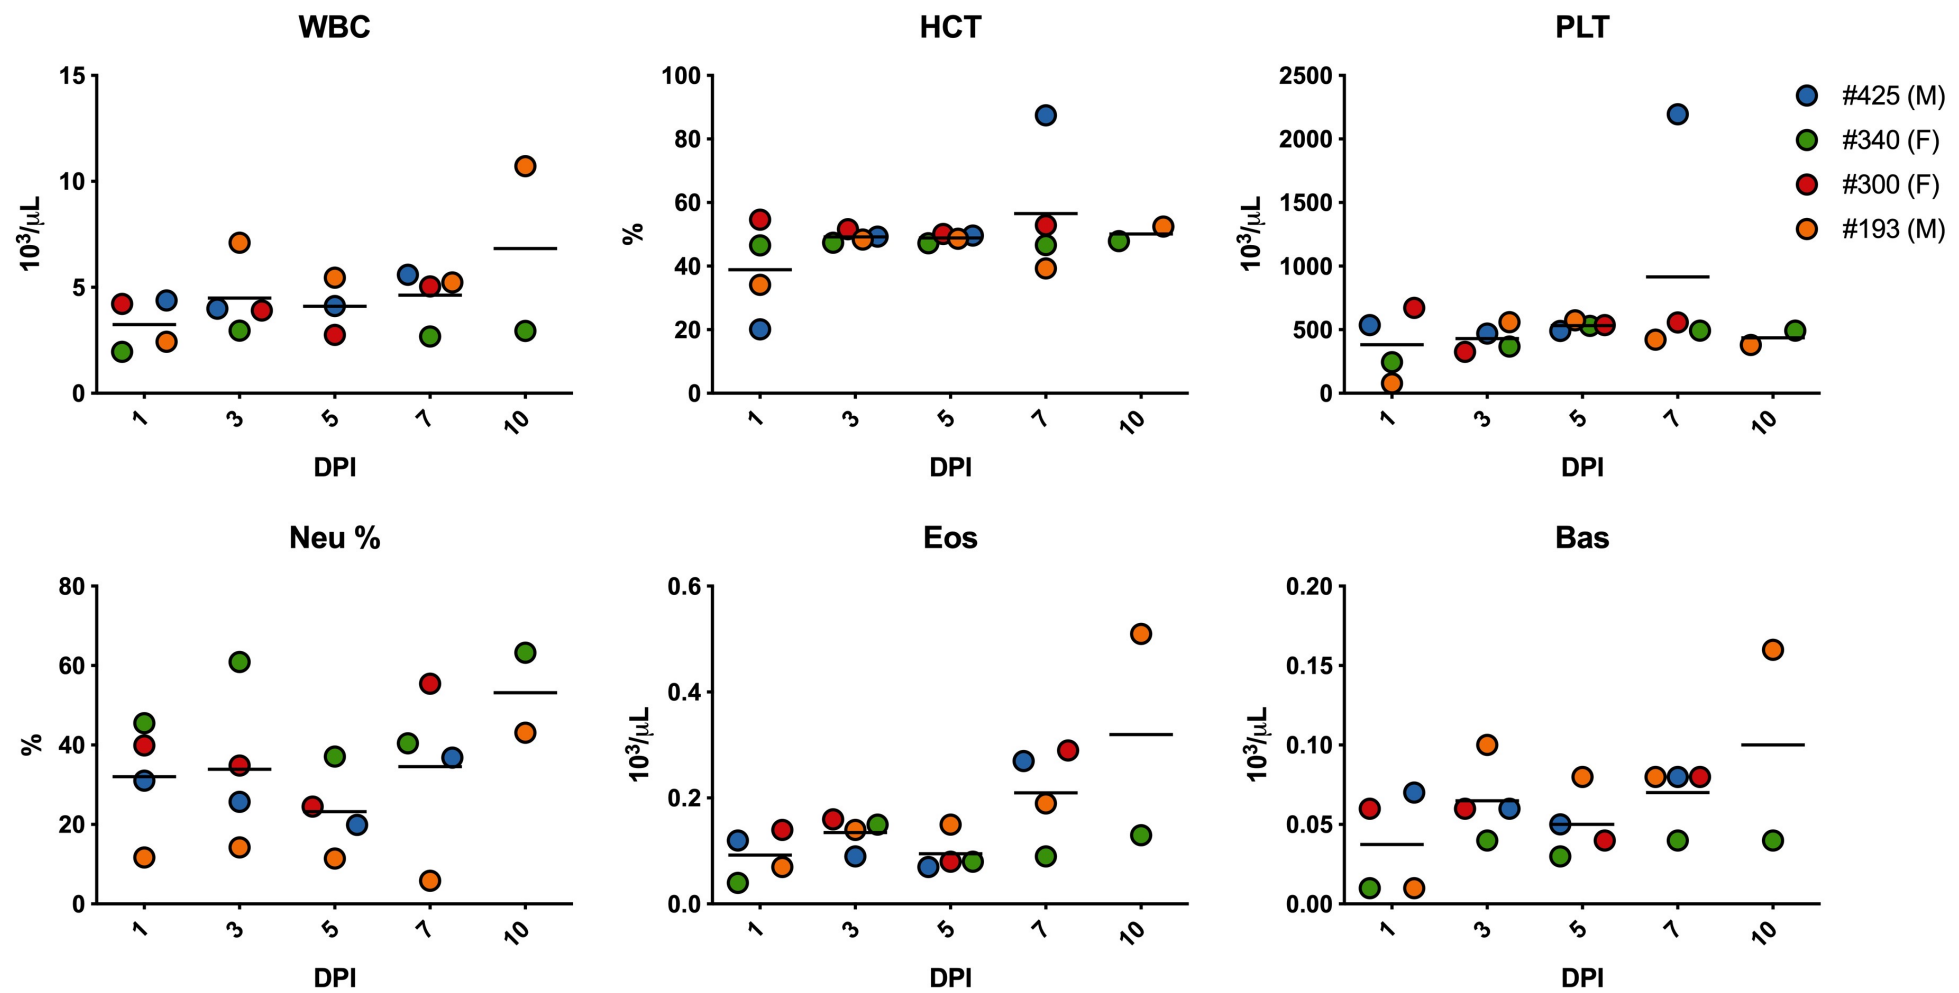 WBC
15
10
5
0
10³/μL
1 3 5 7 10
DPI
HCT
100
80
60
40
20
0
%
1 3 5 7 10
DPI
PLT
2500
2000
1500
1000
500
0
10³/μL
1 3 5 7 10
DPI
#425 (M)
#340 (F)
#300 (F)
#193 (M)
Neu %
80
60
40
20
0
%
1 3 5 7 10
DPI
Eos
0.6
0.4
0.2
0.0
10³/μL
1 3 5 7 10
DPI
Bas
0.20
0.15
0.10
0.05
0.00
10³/μL
1 3 5 7 10
DPI